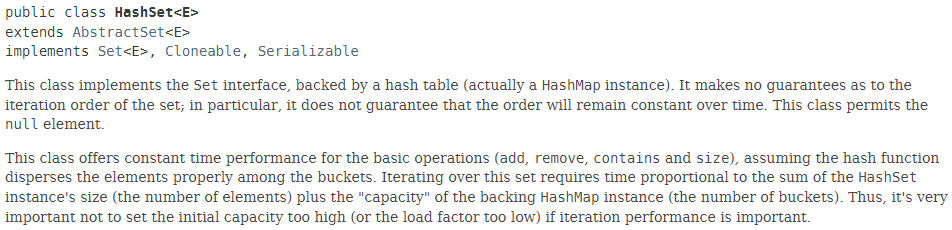 public class HashSet<E>
extends AbstractSet<E>
implements Set<E>, Cloneable, Serializable
This class implements the Set interface, backed by a hash table (actually a HashMap instance). It makes no guarantees as to the
iteration order of the set; in particular, it does not guarantee that the order will remain constant over time. This class permits the
null element.
This class offers constant time performance for the basic operations (add, remove, contains and size), assuming the hash function
disperses the elements properly among the buckets. Iterating over this set requires time proportional to the sum of the HashSet
instance's size (the number of elements) plus the "capacity" of the backing HashMap instance (the number of buckets). Thus, it's very
important not to set the initial capacity too high (or the load factor too low) if iteration performance is important.